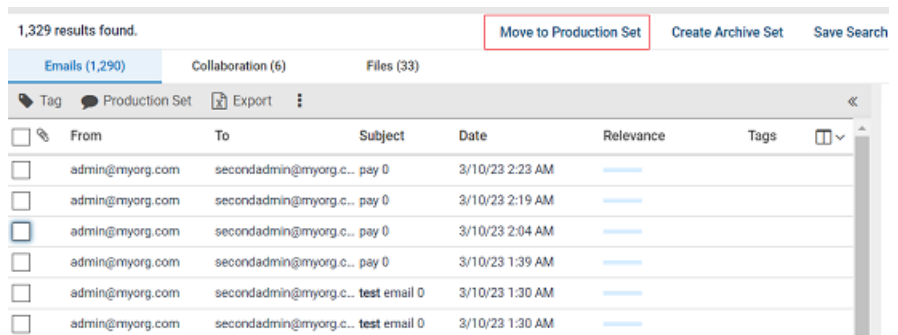 1,329 results found. Move to Production Set Create Archive Set Save Search
Emails (1,290) Collaboration (6) Files (33)
Tag Production Set Export
From To Subject Date Relevance Tags
admin@myorg.com secondadmin@myorg.c... pay 0 3/10/23 2:23 AM
admin@myorg.com secondadmin@myorg.c... pay 0 3/10/23 2:19 AM
admin@myorg.com secondadmin@myorg.c... pay 0 3/10/23 2:04 AM
admin@myorg.com secondadmin@myorg.c... pay 0 3/10/23 1:39 AM
admin@myorg.com secondadmin@myorg.c... test email 0 3/10/23 1:30 AM
admin@myorg.com secondadmin@myorg.c... test email 0 3/10/23 1:30 AM